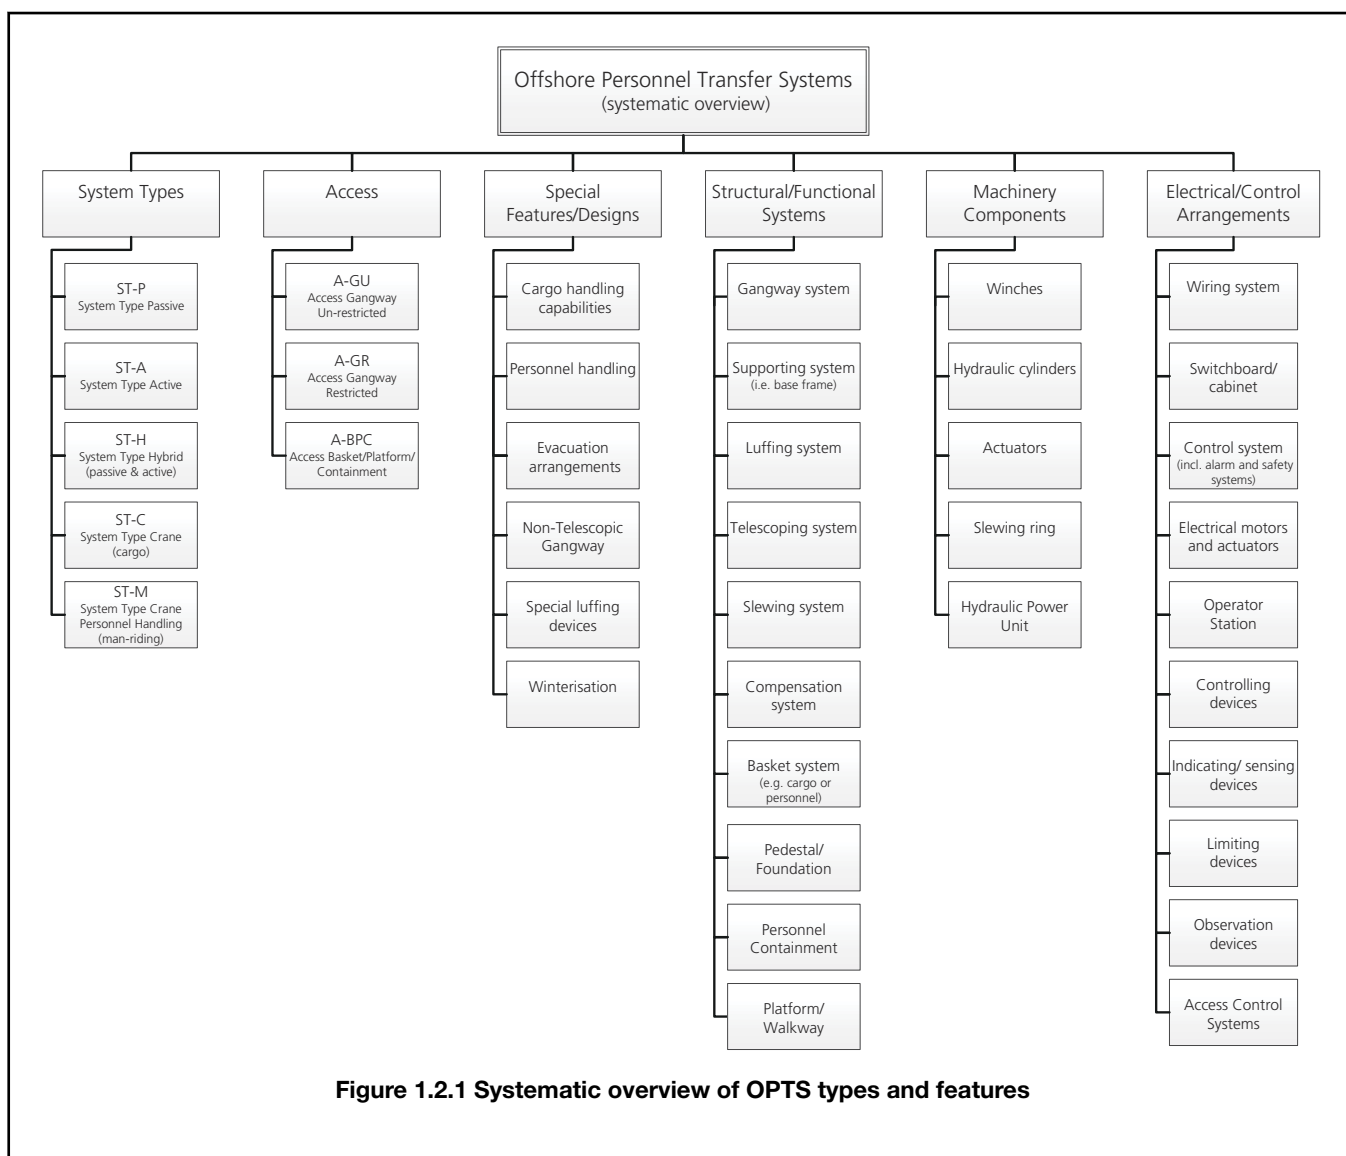 Offshore Personnel Transfer Systems
(systematic overview)
System Types
ST-P
System Type Passive
ST-A
System Type Active
ST-H
System Type Hybrid
(passive & active)
ST-C
System Type Crane
(cargo)
ST-M
System Type Crane
Personnel Handling
(man-riding)
Access
A-GU
Access Gangway
Un-restricted
A-GR
Access Gangway
Restricted
A-BPC
Access Basket/Platform/
Containment
Special
Features/Designs
Cargo handling
capabilities
Personnel handling
Evacuation
arrangements
Non-Telescopic
Gangway
Special luffing
devices
Winterisation
Structural/Functional
Systems
Gangway system
Supporting system
(i.e. base frame)
Luffing system
Telescoping system
Slewing system
Compensation
system
Basket system
(e.g. cargo or
personnel)
Pedestal/
Foundation
Personnel
Containment
Platform/
Walkway
Machinery
Components
Winches
Hydraulic cylinders
Actuators
Slewing ring
Hydraulic Power
Unit
Electrical/Control
Arrangements
Wiring system
Switchboard/
cabinet
Control system
(incl. alarm and safety
systems)
Electrical motors
and actuators
Operator
Station
Controlling
devices
Indicating/ sensing
devices
Limiting
devices
Observation
devices
Access Control
Systems
Figure 1.2.1 Systematic overview of OPTS types and features